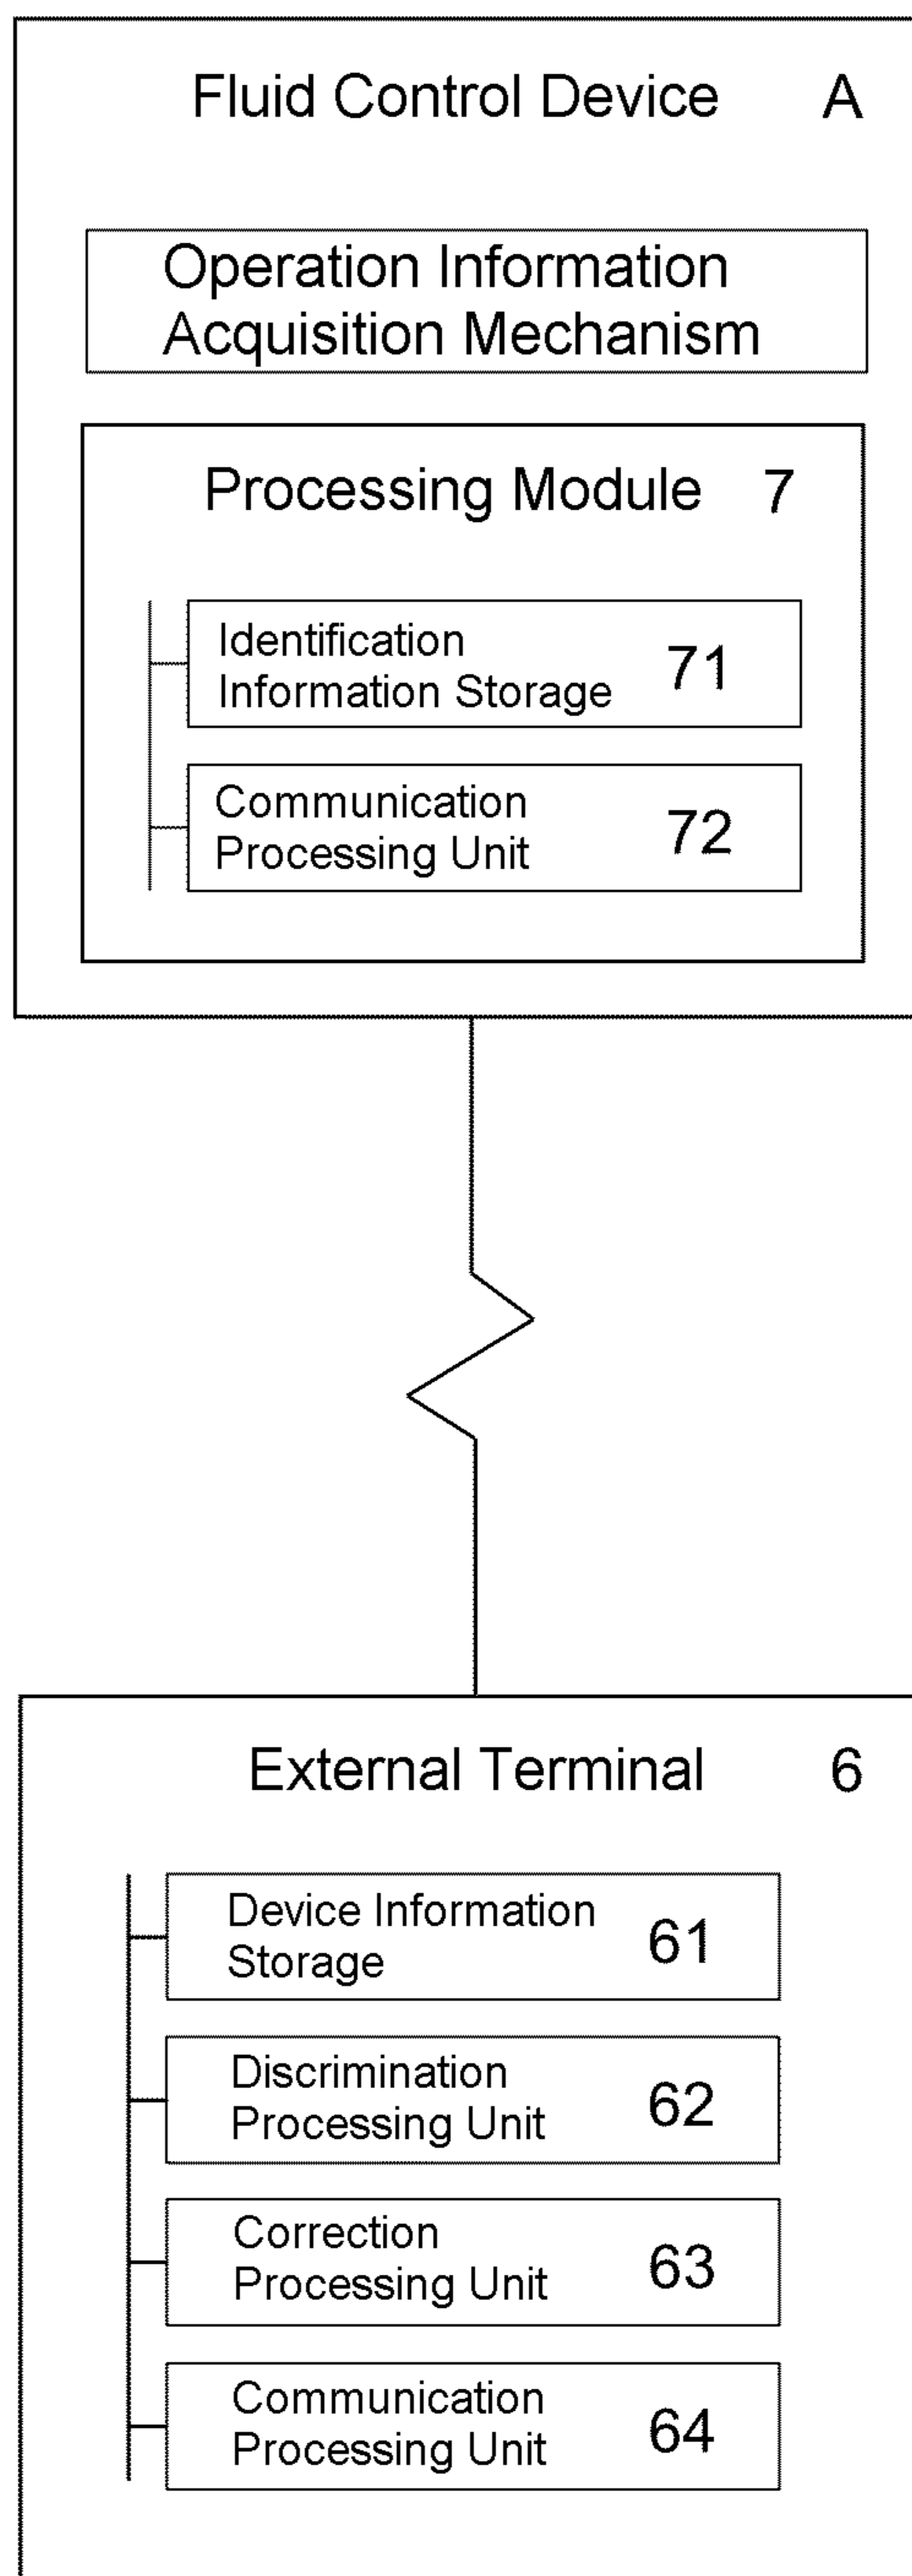 Fluid Control Device A
Operation Information
Acquisition Mechanism
Processing Module 7
Identification
Information Storage 71
Communication
Processing Unit 72
External Terminal 6
Device Information
Storage 61
Discrimination
Processing Unit 62
Correction
Processing Unit 63
Communication
Processing Unit 64